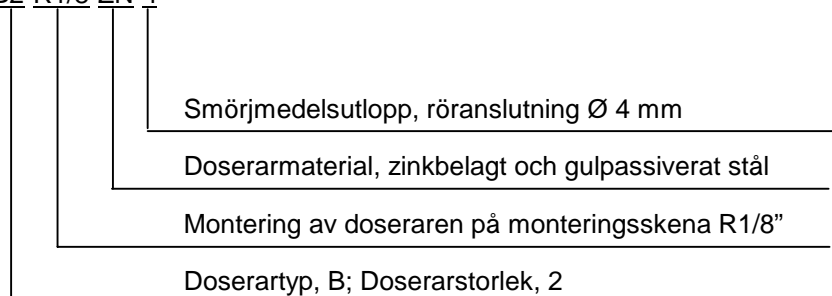 Smörjmedelsutlopp, röranslutning Ø 4 mm
Doserarmaterial, zinkbelagt och gulpassiverat stål
Montering av doseraren på monteringsskena R1/8”
Doserartyp, B; Doserarstorlek, 2